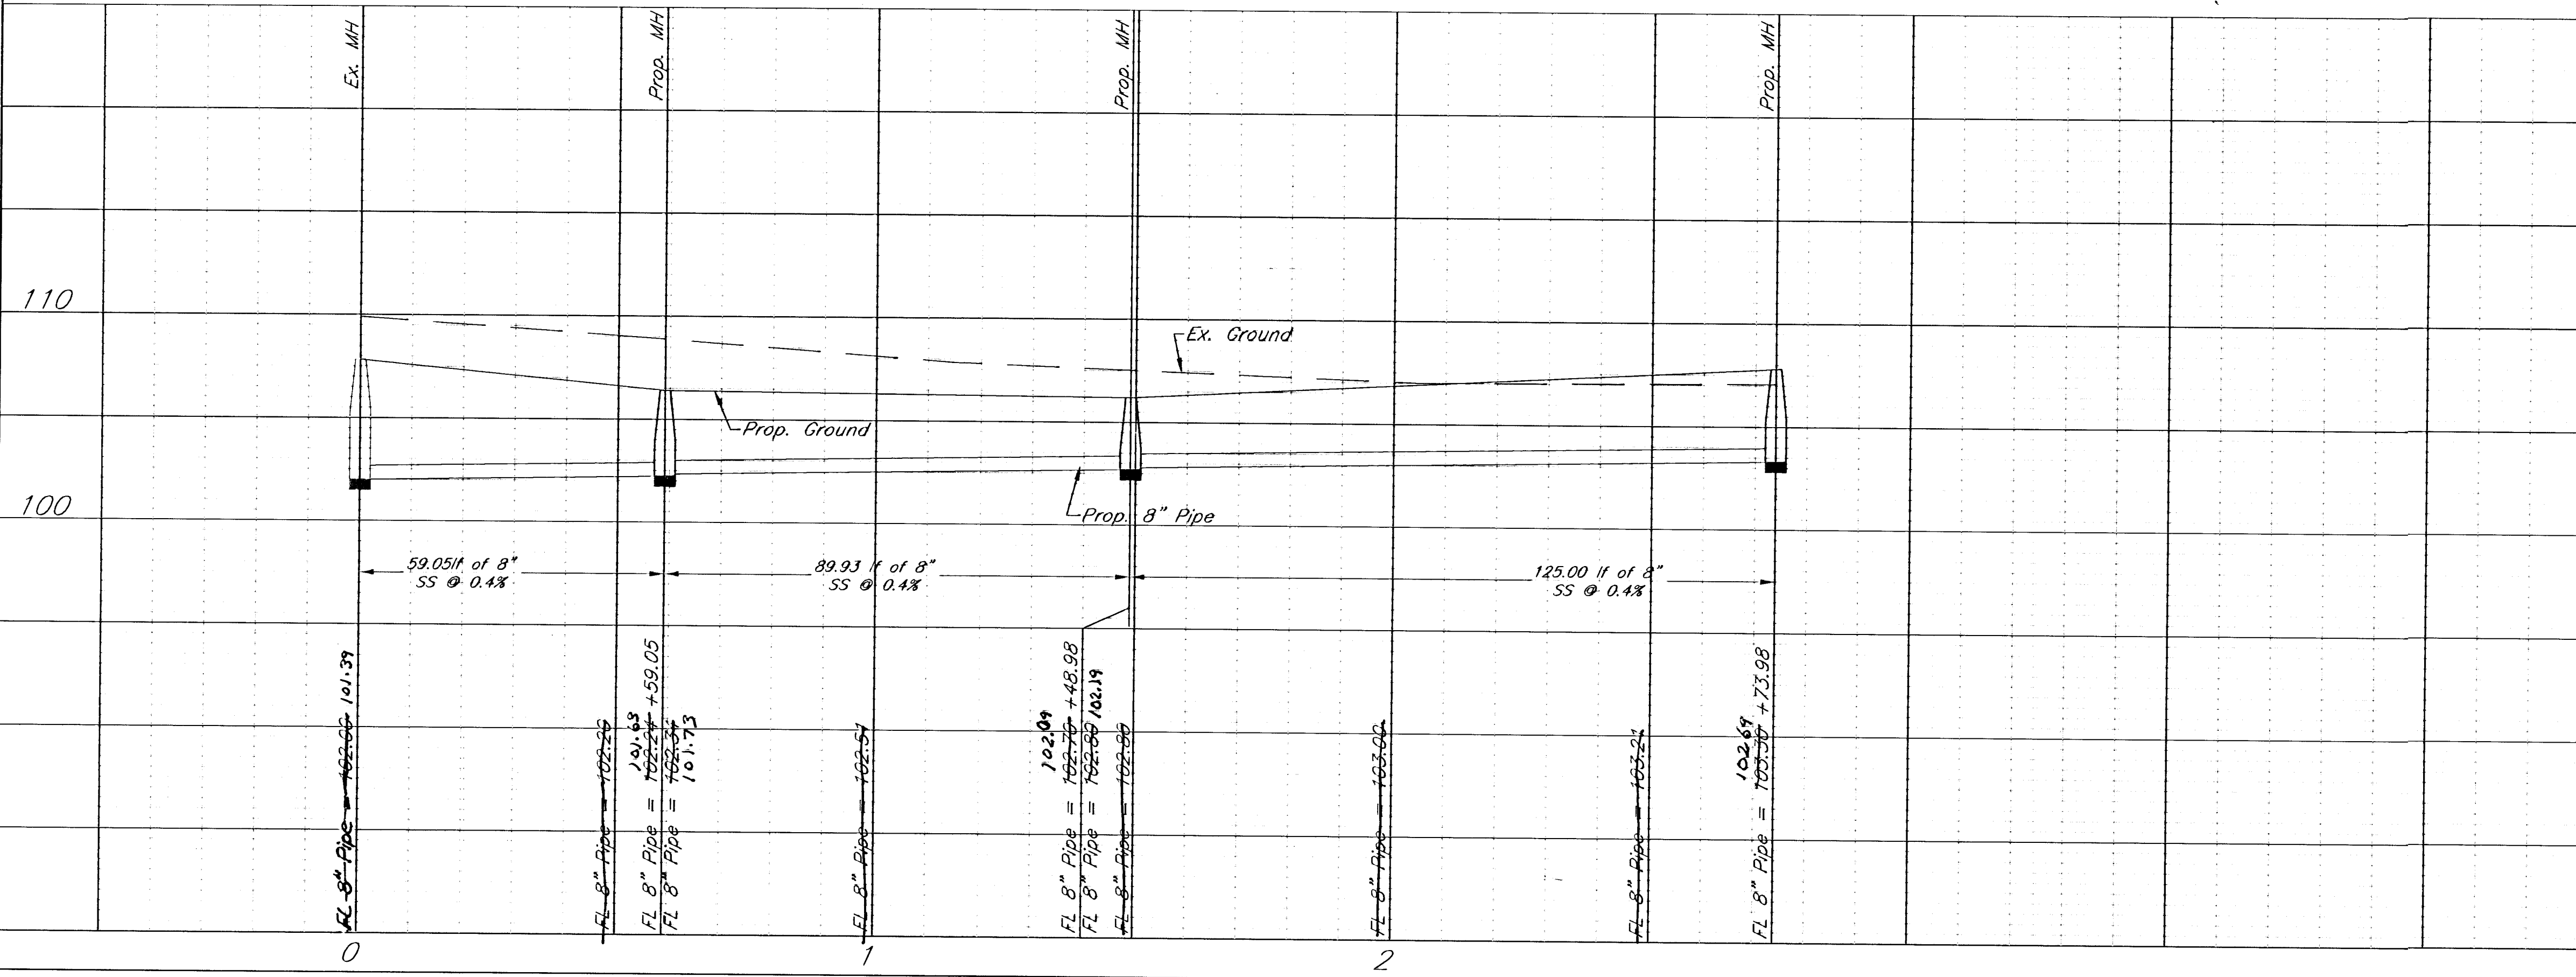 Ex. MH
Prop. MH
Prop. MH
Prop. MH
110
Ex. Ground
Prop. Ground
100
Prop. 8" Pipe
59.05lf of 8"
SS @ 0.4%
89.93 lf of 8"
SS @ 0.4%
125.00 lf of 8"
SS @ 0.4%
FL 8" Pipe = 102.00 101.39
FL 8" Pipe = 102.20
101.63
FL 8" Pipe = 102.24 +59.05
FL 8" Pipe = 102.34
101.73
FL 8" Pipe = 102.51
102.09
FL 8" Pipe = 102.70 +48.98
FL 8" Pipe = 102.80 102.19
FL 8" Pipe = 102.80
FL 8" Pipe = 103.00
FL 8" Pipe = 103.21
102.69
FL 8" Pipe = 103.30 +73.98
0
1
2